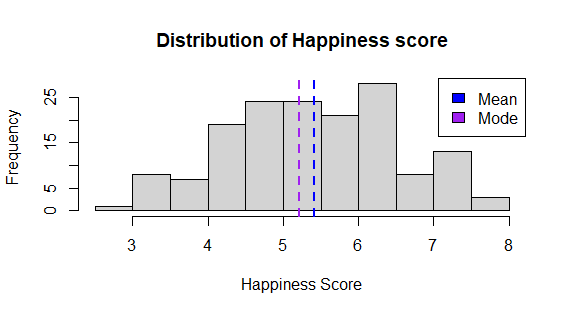 Distribution of Happiness score
Mean
Mode
Frequency
25
15
5
0
3 4 5 6 7 8
Happiness Score